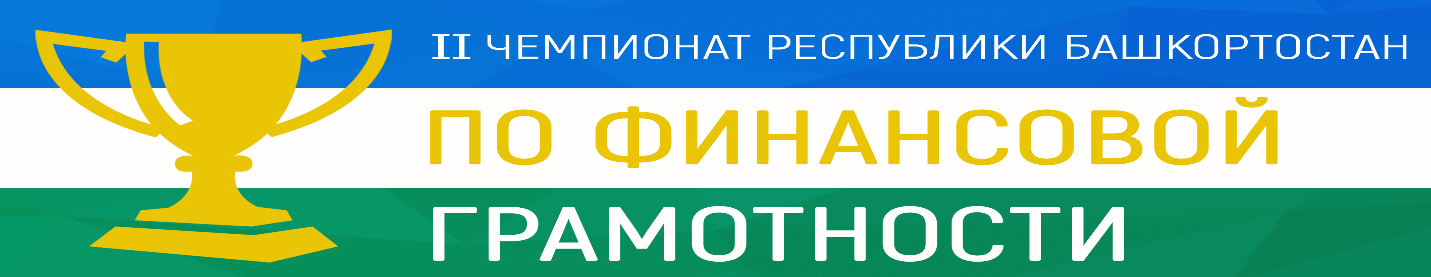 II ЧЕМПИОНАТ РЕСПУБЛИКИ БАШКОРТОСТАН
ПО ФИНАНСОВОЙ
ГРАМОТНОСТИ